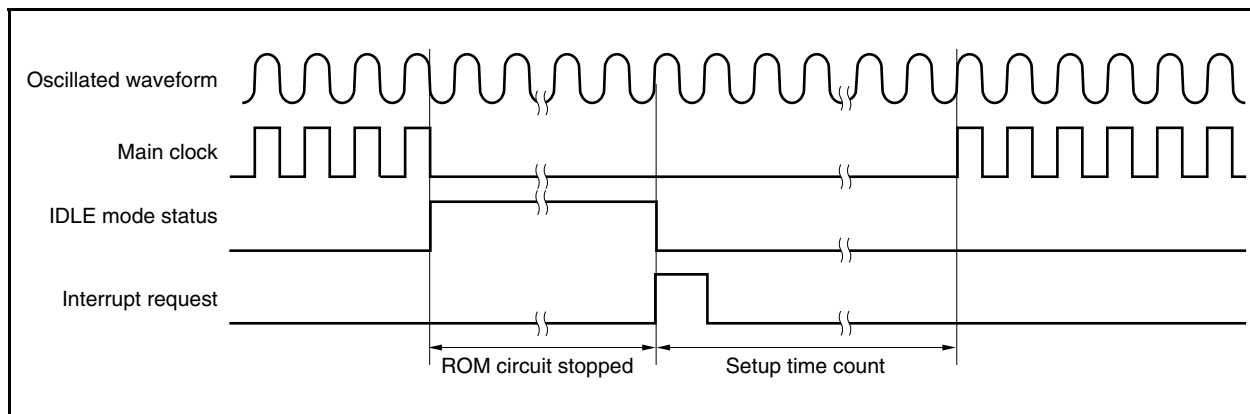 Oscillated waveform
Main clock
IDLE mode status
Interrupt request
ROM circuit stopped
Setup time count